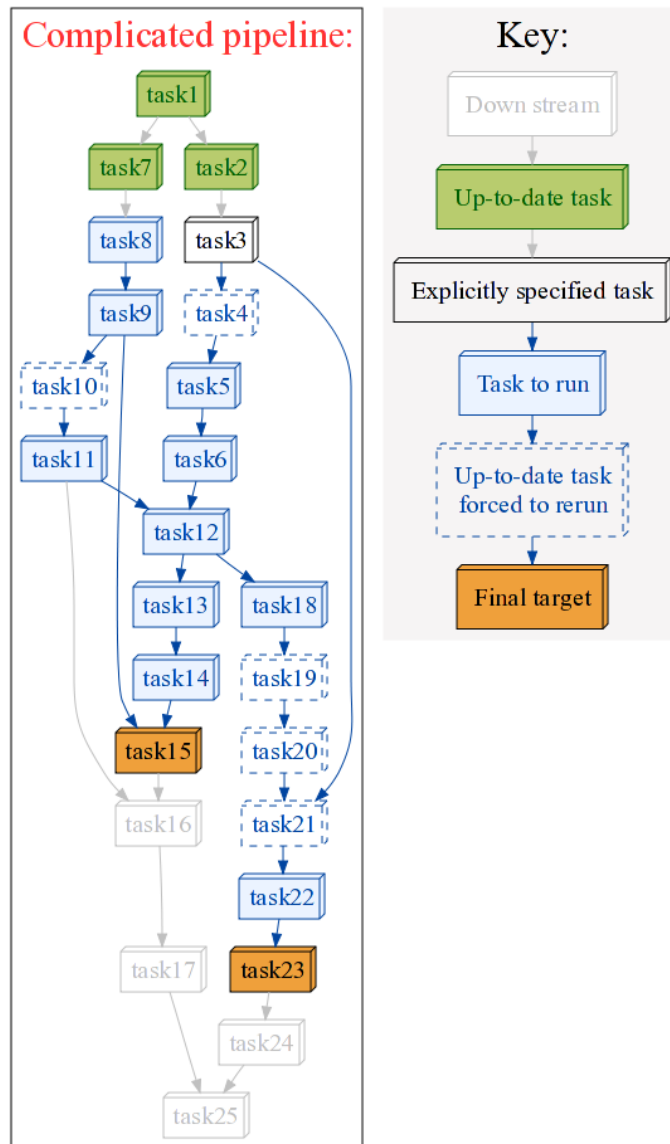 Complicated pipeline:
task1
task7
task2
task8
task3
task9
task4
task10
task5
task11
task6
task12
task13
task18
task14
task19
task15
task20
task16
task21
task22
task17
task23
task24
task25
Key:
Down stream
Up-to-date task
Explicitly specified task
Task to run
Up-to-date task
forced to rerun
Final target